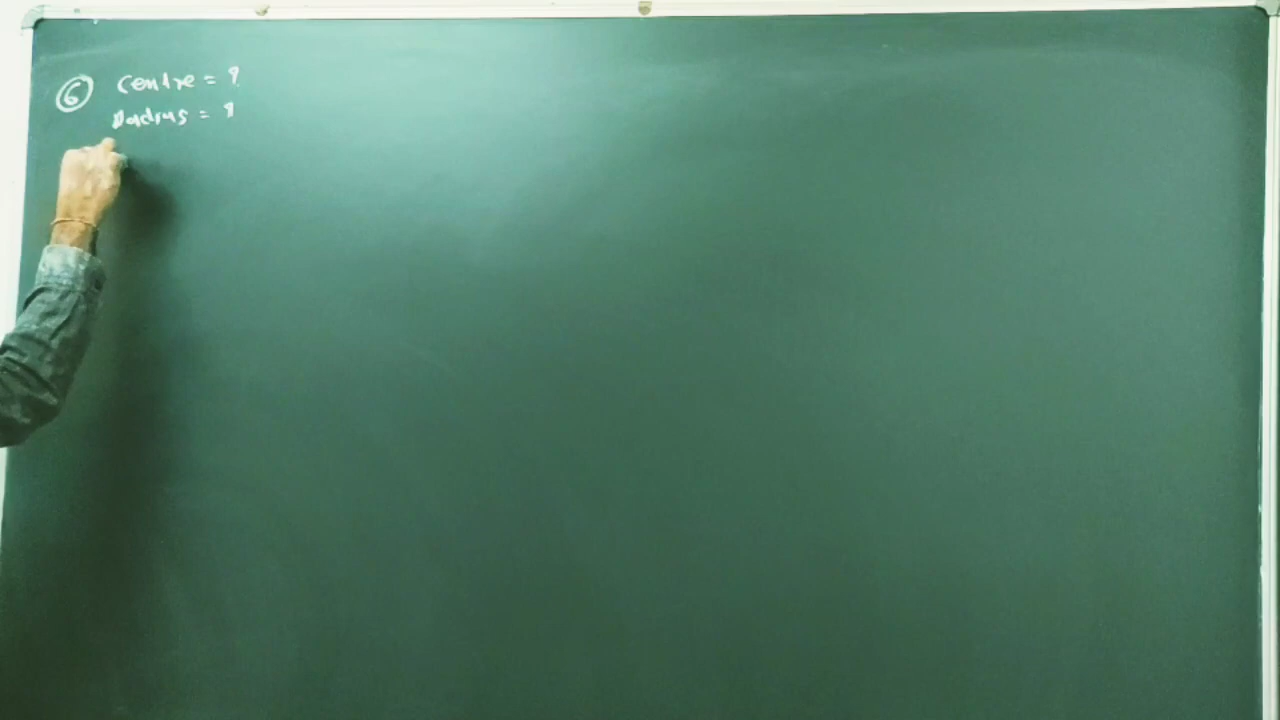 ⑥ Centre = ?
Radius = ?